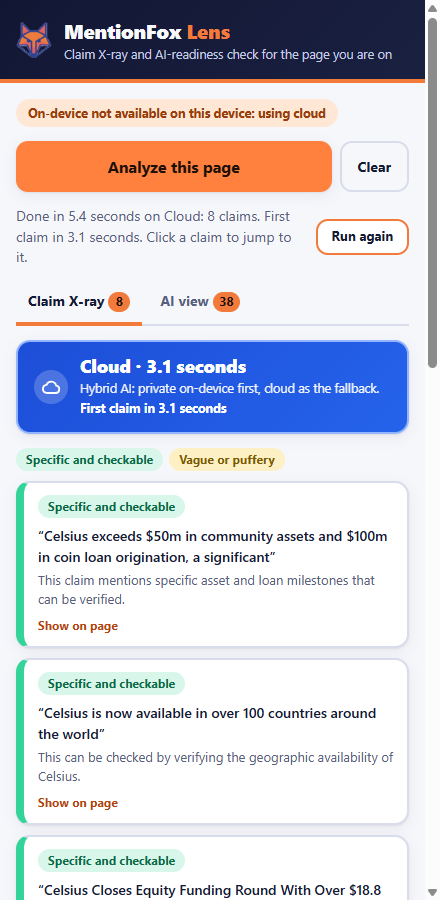 MentionFox Lens
Claim X-ray and AI-readiness check for the page you are on
On-device not available on this device: using cloud
Analyze this page
Clear
Done in 5.4 seconds on Cloud: 8 claims. First
claim in 3.1 seconds. Click a claim to jump to
it.
Run again
Claim X-ray 8
AI view 38
Cloud · 3.1 seconds
Hybrid AI: private on-device first, cloud as the fallback.
First claim in 3.1 seconds
Specific and checkable
Vague or puffery
Specific and checkable
“Celsius exceeds $50m in community assets and $100m
in coin loan origination, a significant”
This claim mentions specific asset and loan milestones that
can be verified.
Show on page
Specific and checkable
“Celsius is now available in over 100 countries around
the world”
This can be checked by verifying the geographic availability of
Celsius.
Show on page
Specific and checkable
“Celsius Closes Equity Funding Round With Over $18.8